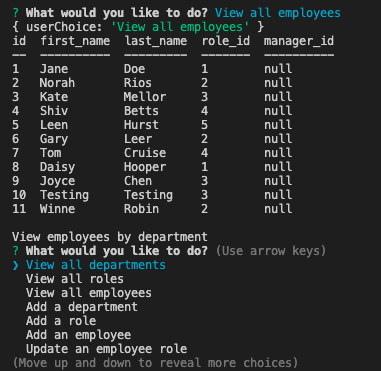 ? What would you like to do? View all employees
{ userChoice: 'View all employees' }
id  first_name  last_name  role_id  manager_id
--  ----------  ---------  -------  ----------
1   Jane        Doe        1        null
2   Norah       Rios       2        null
3   Kate        Mellor     3        null
4   Shiv        Betts      4        null
5   Leen        Hurst      5        null
6   Gary        Leer       2        null
7   Tom         Cruise     4        null
8   Daisy       Hooper     1        null
9   Joyce       Chen       3        null
10  Testing     Testing    3        null
11  Winne       Robin      2        null
View employees by department
? What would you like to do? (Use arrow keys)
❯ View all departments
  View all roles
  View all employees
  Add a department
  Add a role
  Add an employee
  Update an employee role
(Move up and down to reveal more choices)